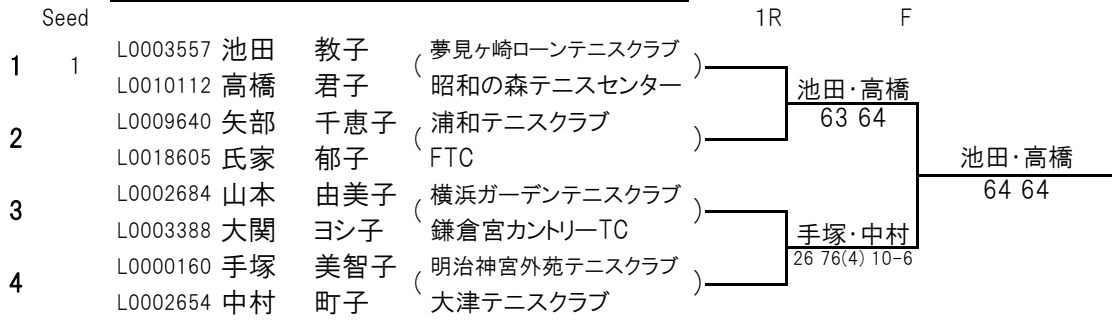 Seed 1R F
1 1 L0003557 池田 教子 ( 夢見ヶ崎ローンテニスクラブ )
L0010112 高橋 君子 昭和の森テニスセンター
池田・高橋
63 64
2 L0009640 矢部 千恵子 ( 浦和テニスクラブ )
L0018605 氏家 郁子 FTC
池田・高橋
64 64
3 L0002684 山本 由美子 ( 横浜ガーデンテニスクラブ )
L0003388 大関 ヨシ子 鎌倉宮カントリーTC
手塚・中村
26 76(4) 10-6
4 L0000160 手塚 美智子 ( 明治神宮外苑テニスクラブ )
L0002654 中村 町子 大津テニスクラブ